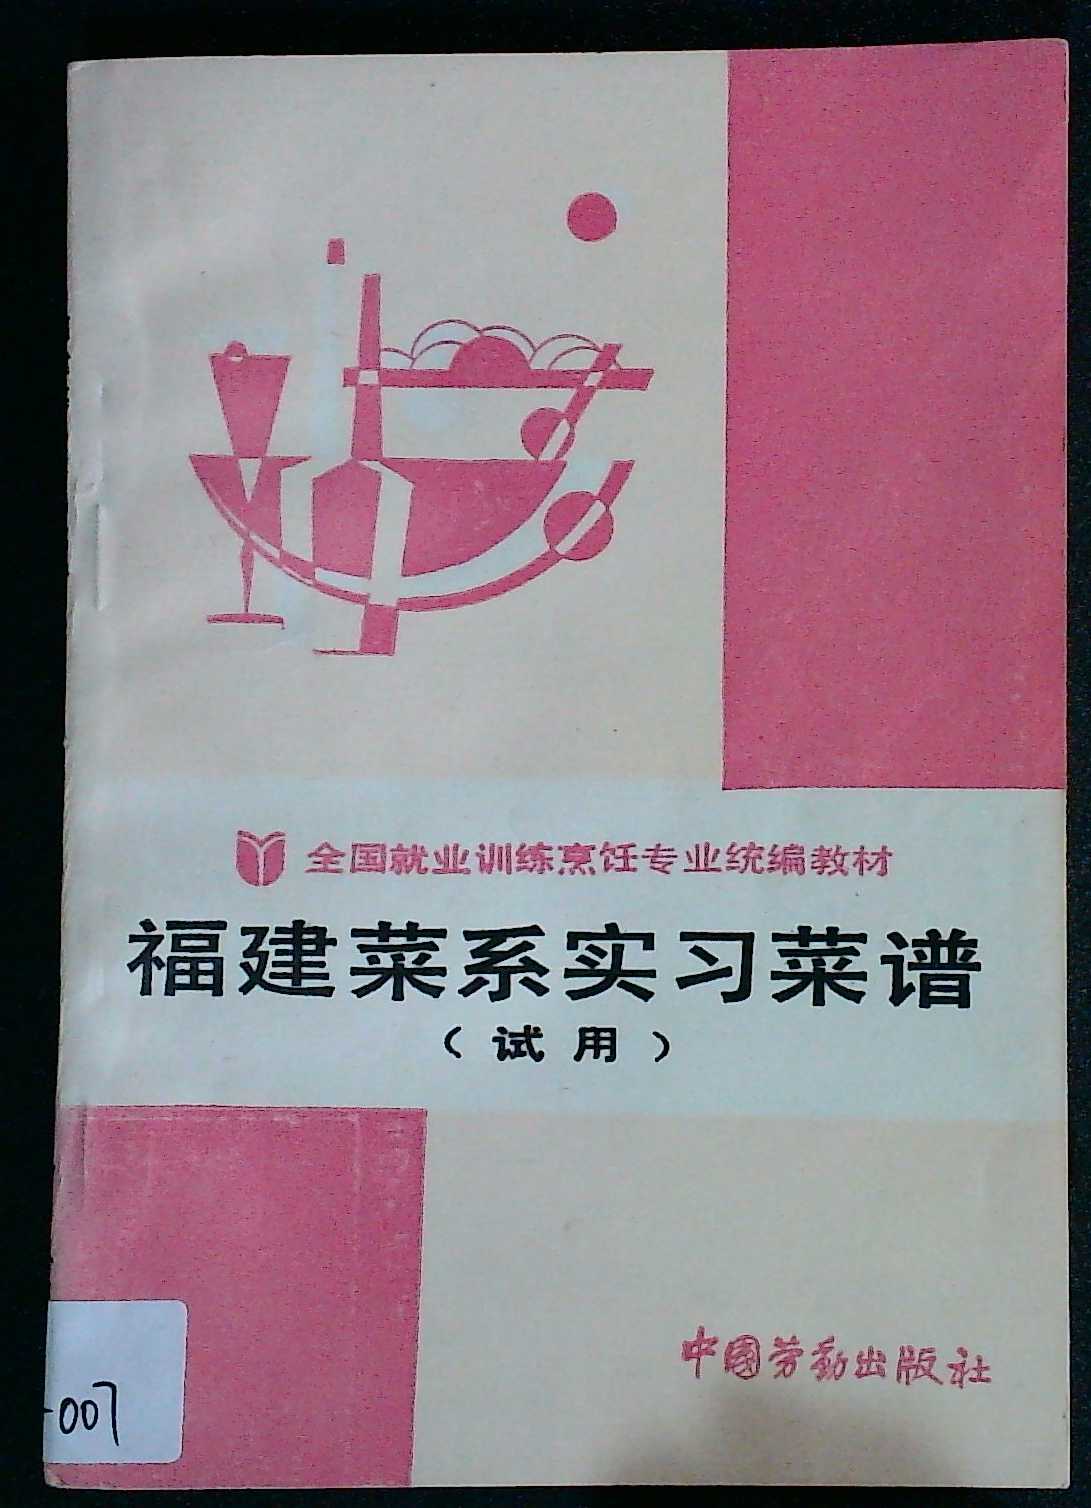 全国就业训练烹饪专业统编教材
福建菜系实习菜谱
（试用）
中国劳动出版社
-007